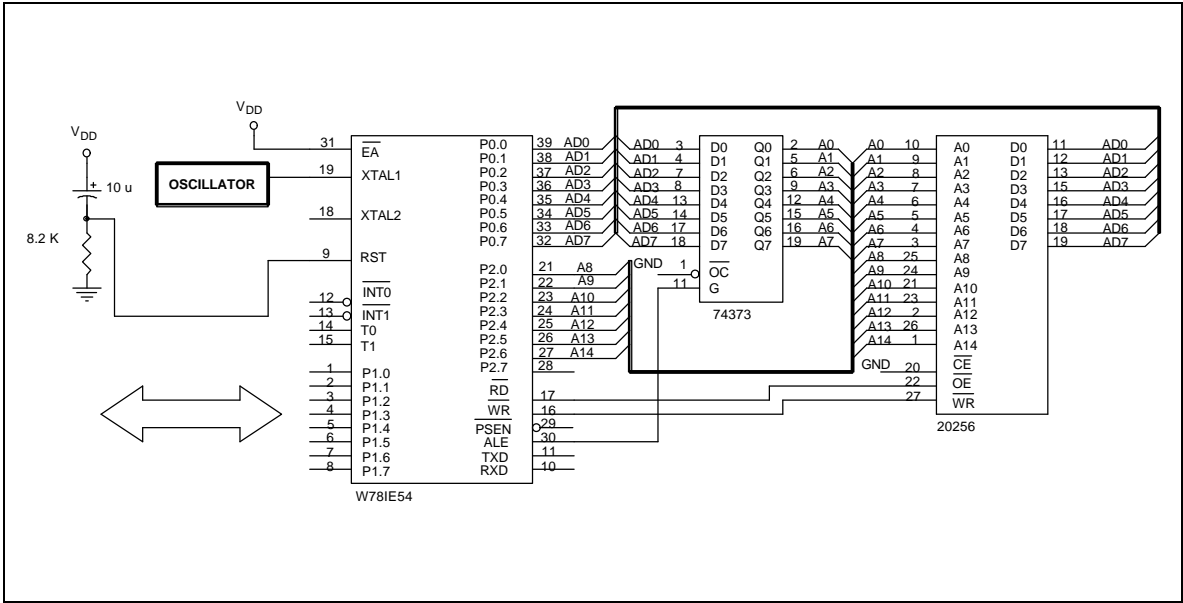 VDD
10 u
8.2 K
VDD
OSCILLATOR
31 EA
19 XTAL1
18 XTAL2
9 RST
12 INT0
13 INT1
14 T0
15 T1
1 P1.0
2 P1.1
3 P1.2
4 P1.3
5 P1.4
6 P1.5
7 P1.6
8 P1.7
P0.0 39 AD0
P0.1 38 AD1
P0.2 37 AD2
P0.3 36 AD3
P0.4 35 AD4
P0.5 34 AD5
P0.6 33 AD6
P0.7 32 AD7
P2.0 21 A8
P2.1 22 A9
P2.2 23 A10
P2.3 24 A11
P2.4 25 A12
P2.5 26 A13
P2.6 27 A14
P2.7 28
RD 17
WR 16
PSEN 29
ALE 30
TXD 11
RXD 10
W78IE54
AD0 3 D0 Q0 2 A0
AD1 4 D1 Q1 5 A1
AD2 7 D2 Q2 6 A2
AD3 8 D3 Q3 9 A3
AD4 13 D4 Q4 12 A4
AD5 14 D5 Q5 15 A5
AD6 17 D6 Q6 16 A6
AD7 18 D7 Q7 19 A7
GND 1 OC
11 G
74373
A0 10 A0 D0 11 AD0
A1 9 A1 D1 12 AD1
A2 8 A2 D2 13 AD2
A3 7 A3 D3 15 AD3
A4 6 A4 D4 16 AD4
A5 5 A5 D5 17 AD5
A6 4 A6 D6 18 AD6
A7 3 A7 D7 19 AD7
A8 25 A8
A9 24 A9
A10 21 A10
A11 23 A11
A12 2 A12
A13 26 A13
A14 1 A14
GND 20 CE
22 OE
27 WR
20256